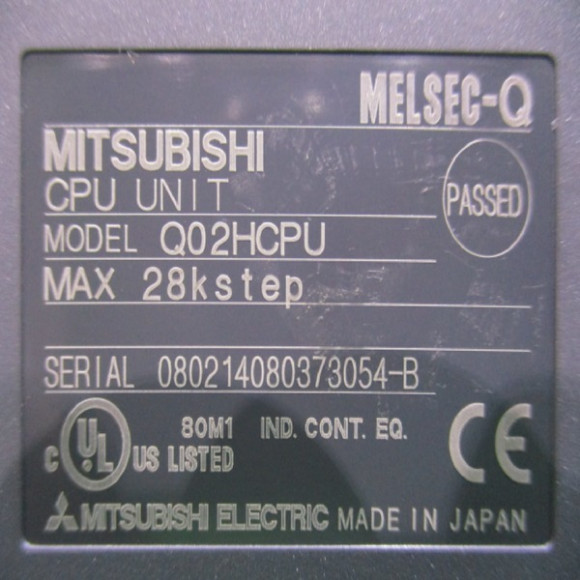 MELSEC-Q
MITSUBISHI
CPU UNIT
PASSED
MODEL Q02HCPU
MAX 28kstep
SERIAL 080214080373054-B
80M1 IND. CONT. EQ.
C UL US LISTED
CE
MITSUBISHI ELECTRIC MADE IN JAPAN